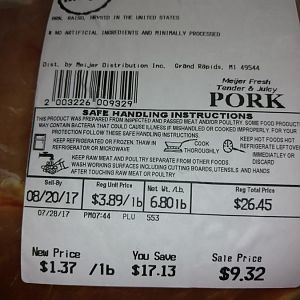 BORN, RAISED, HRVSTD IN THE UNITED STATES
* NO ARTIFICIAL INGREDIENTS AND MINIMALLY PROCESSED
Dist. by Meijer Distribution Inc. Grand Rapids, MI 49544
2 003226 009329
Meijer Fresh
Tender & Juicy
PORK
SAFE HANDLING INSTRUCTIONS
THIS PRODUCT WAS PREPARED FROM INSPECTED AND PASSED MEAT AND/OR POULTRY. SOME FOOD PRODUCTS
MAY CONTAIN BACTERIA THAT COULD CAUSE ILLNESS IF MISHANDLED OR COOKED IMPROPERLY. FOR YOUR
PROTECTION FOLLOW THESE SAFE HANDLING INSTRUCTIONS.
KEEP REFRIGERATED OR FROZEN THAW IN
REFRIGERATOR OR MICROWAVE
COOK
THOROUGHLY
KEEP HOT FOODS HOT
REFRIGERATE LEFTOVERS
IMMEDIATELY OR
DISCARD
KEEP RAW MEAT AND POULTRY SEPARATE FROM OTHER FOODS.
WASH WORKING SURFACES INCLUDING CUTTING BOARDS, UTENSILS, AND HANDS
AFTER TOUCHING RAW MEAT OR POULTRY
Sell-By
Reg Unit Price
Net Wt. /Lb.
Reg Total Price
08/20/17
$3.89/lb
6.80lb
$26.45
07/28/17 PM07:44 PLU 553
New Price
You Save
Sale Price
$1.37 /lb
$17.13
$9.32